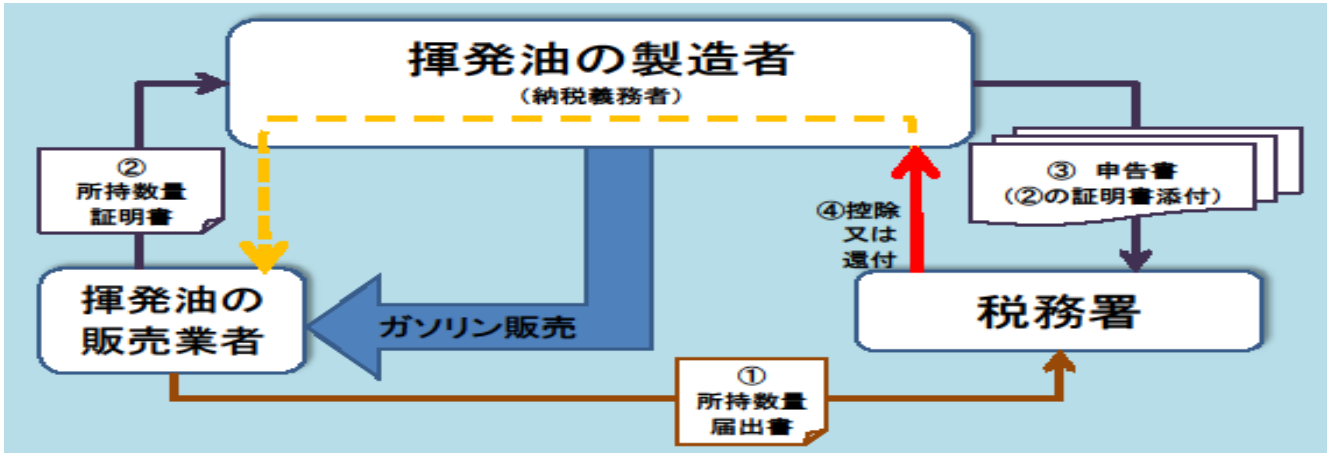 揮発油の製造者
（納税義務者）
②
所持数量
証明書
③ 申告書
（②の証明書添付）
④控除
又は
還付
揮発油の
販売業者
ガソリン販売
税務署
①
所持数量
届出書